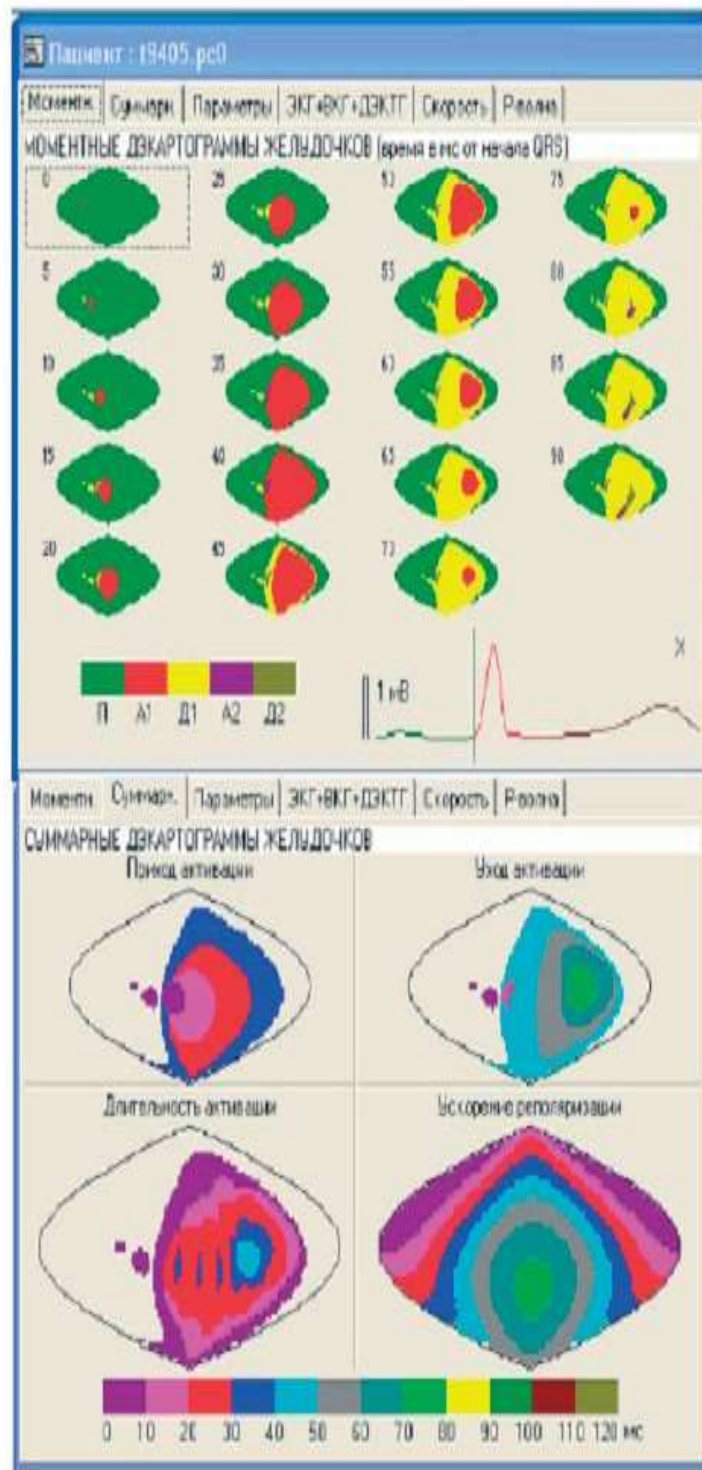 Пациент : t9405.pc0
Моментн. Суммарн. Параметры ЭКГ+ВКГ+ДЭКТГ Скорость P-волна
МОМЕНТНЫЕ ДЭКАРТОГРАММЫ ЖЕЛУДОЧКОВ (время в мс от начала QRS)
0 25 50 75
5 30 55 80
10 35 60 85
15 40 65 90
20 45 70
1 мВ X
П А1 Д1 А2 Д2
Моментн. Суммарн. Параметры ЭКГ+ВКГ+ДЭКТГ Скорость P-волна
СУММАРНЫЕ ДЭКАРТОГРАММЫ ЖЕЛУДОЧКОВ
Приход активации Уход активации
Длительность активации Ускорение реполяризации
0 10 20 30 40 50 60 70 80 90 100 110 120 мс